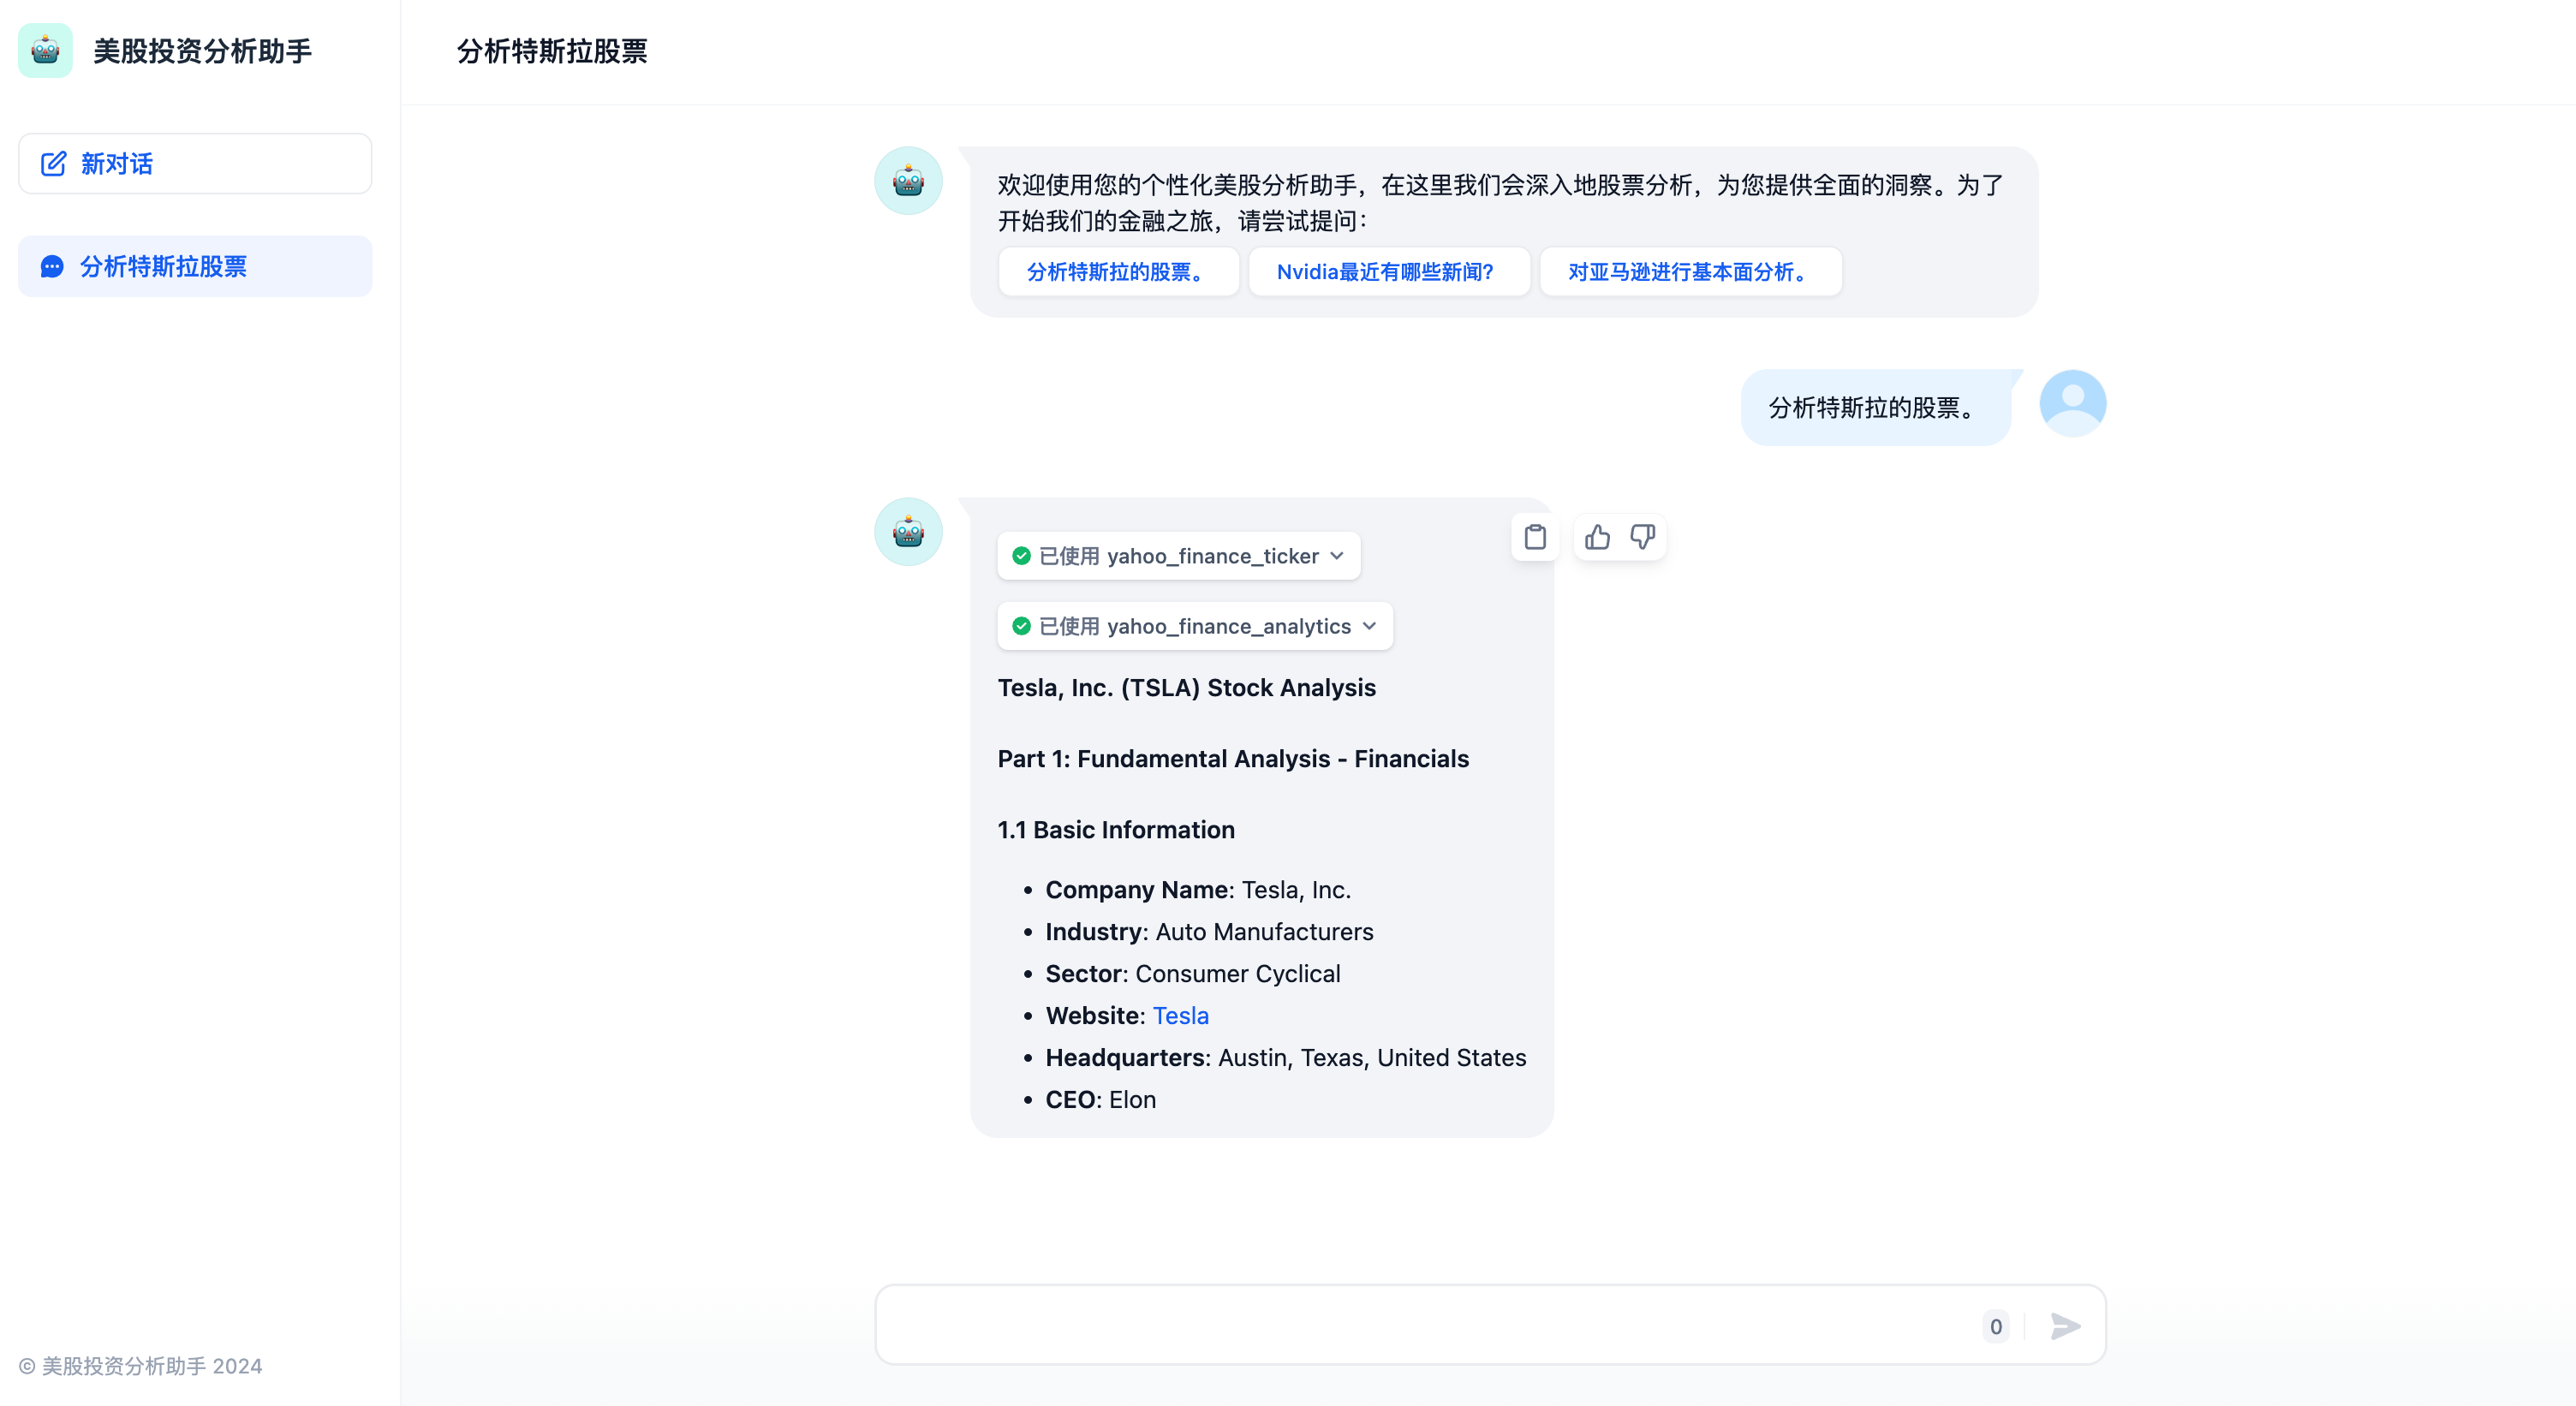 美股投资分析助手
新对话
分析特斯拉股票
© 美股投资分析助手 2024
分析特斯拉股票
欢迎使用您的个性化美股分析助手，在这里我们会深入地股票分析，为您提供全面的洞察。为了
开始我们的金融之旅，请尝试提问：
分析特斯拉的股票。
Nvidia最近有哪些新闻?
对亚马逊进行基本面分析。
分析特斯拉的股票。
已使用 yahoo_finance_ticker
已使用 yahoo_finance_analytics
Tesla, Inc. (TSLA) Stock Analysis
Part 1: Fundamental Analysis - Financials
1.1 Basic Information
• Company Name: Tesla, Inc.
• Industry: Auto Manufacturers
• Sector: Consumer Cyclical
• Website: Tesla
• Headquarters: Austin, Texas, United States
• CEO: Elon
0